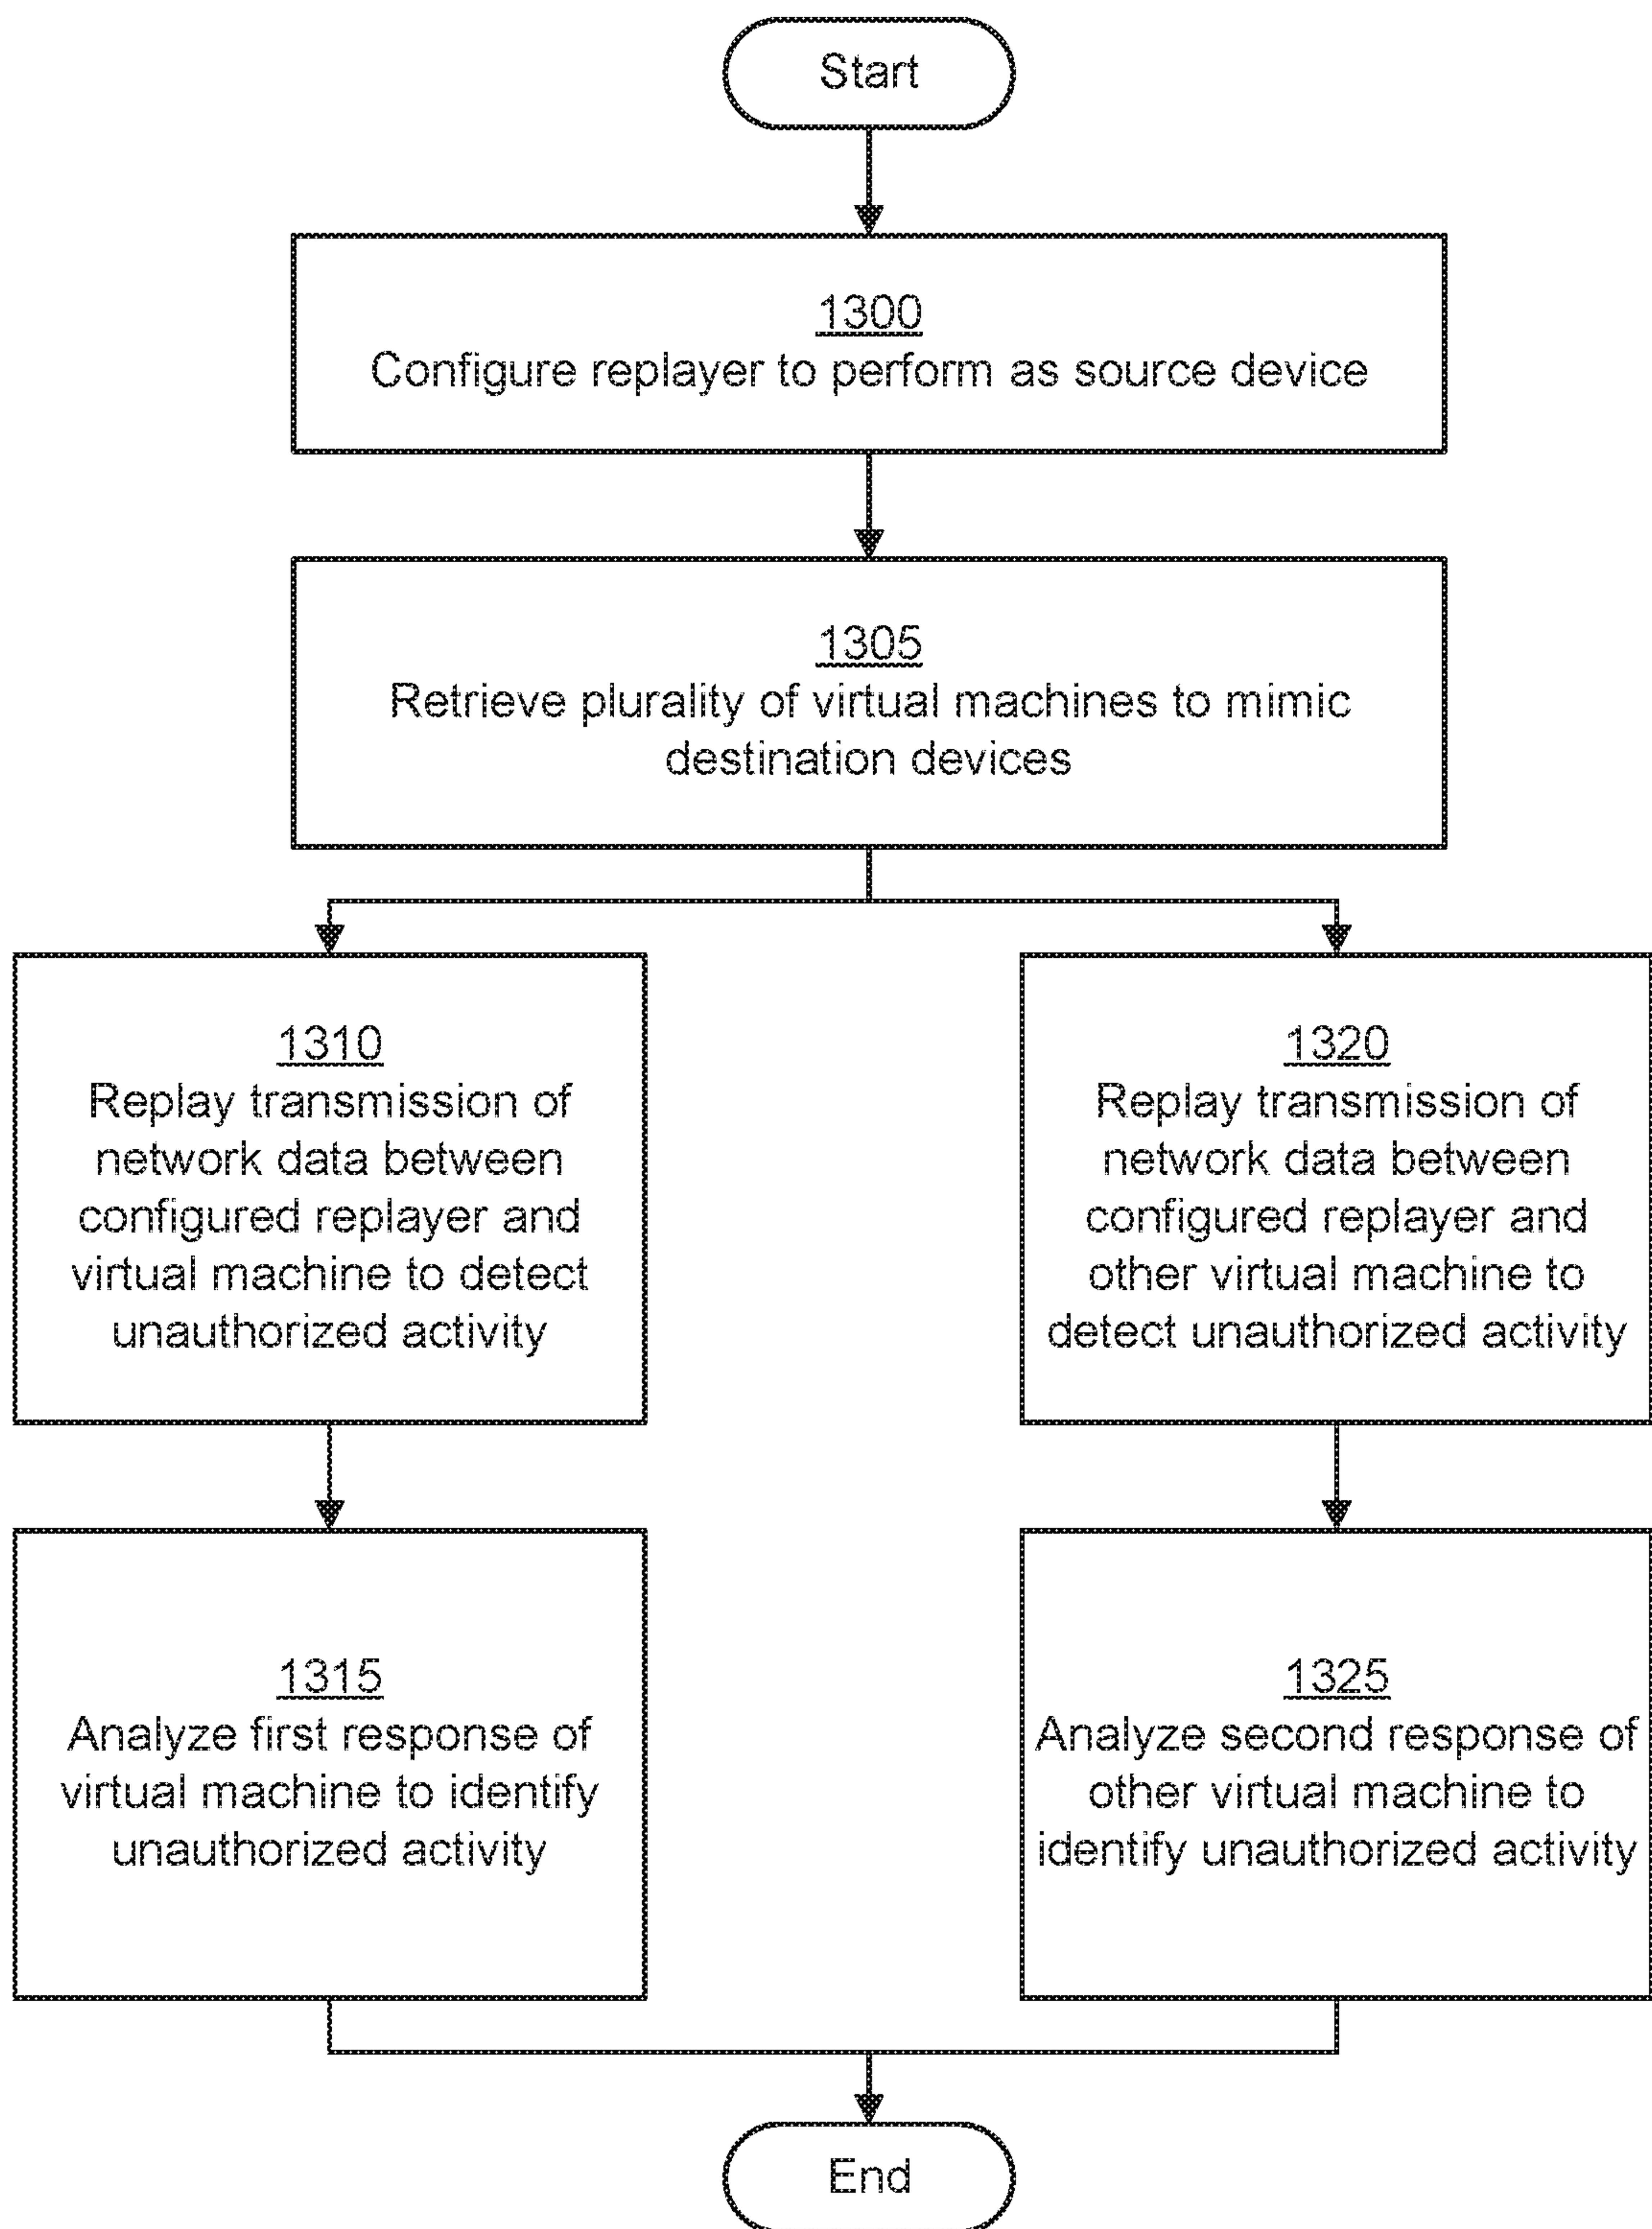 Start
1300
Configure replayer to perform as source device
1305
Retrieve plurality of virtual machines to mimic
destination devices
1310
Replay transmission of
network data between
configured replayer and
virtual machine to detect
unauthorized activity
1320
Replay transmission of
network data between
configured replayer and
other virtual machine to
detect unauthorized activity
1315
Analyze first response of
virtual machine to identify
unauthorized activity
1325
Analyze second response of
other virtual machine to
identify unauthorized activity
End